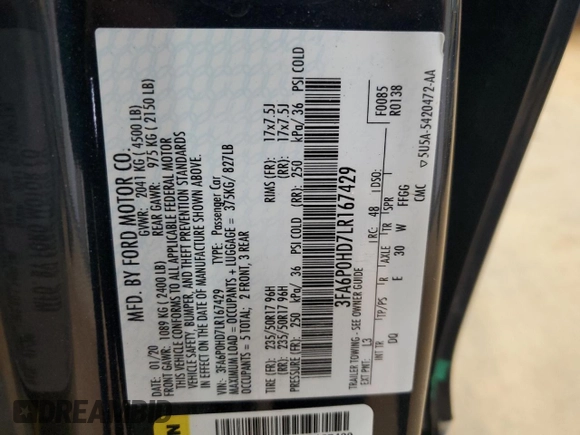 MFD. BY FORD MOTOR CO.
DATE: 01/20 GVWR: 2041 KG ( 4500 LB)
FRONT GAWR: 1089 KG ( 2400 LB) REAR GAWR: 975 KG ( 2150 LB)
THIS VEHICLE CONFORMS TO ALL APPLICABLE FEDERAL MOTOR
VEHICLE SAFETY, BUMPER, AND THEFT PREVENTION STANDARDS
IN EFFECT ON THE DATE OF MANUFACTURE SHOWN ABOVE.
VIN: 3FA6P0HD7LR167429 TYPE: Passenger Car
MAXIMUM LOAD = OCCUPANTS + LUGGAGE = 375KG/ 827LB
OCCUPANTS = 5 TOTAL; 2 FRONT, 3 REAR
TIRE (FR): 235/50R17 96H RIMS (FR): 17x7.5J
(RR): 235/50R17 96H (RR): 17x7.5J
PRESSURE (FR): 250 kPa/ 36 PSI COLD (RR): 250 kPa/ 36 PSI COLD
3FA6P0HD7LR167429
F0085
R0138
TRAILER TOWING - SEE OWNER GUIDE
EXT PNT: L3 RC: 48 DSO:
INT TR TP/PS R AXLE TR SPR
DQ E 30 W FFGG
CMC
5U5A-5420472-AA
DREAMBID